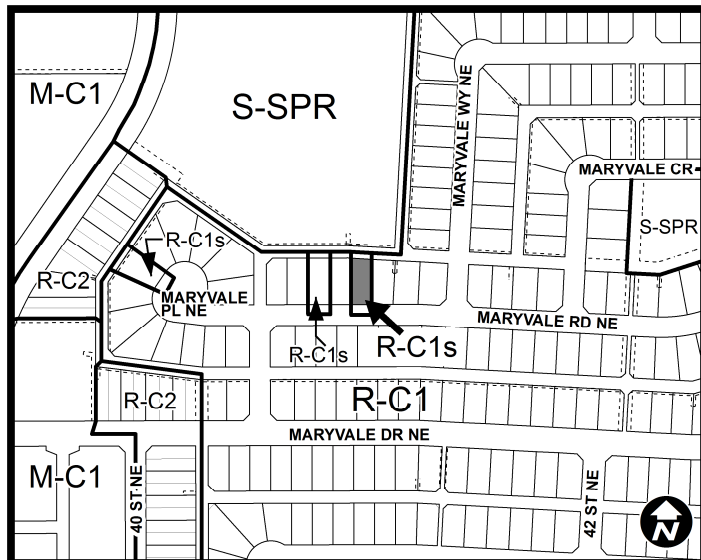 M-C1
S-SPR
MARYVALE WY NE
MARYVALE CR
S-SPR
R-C1s
R-C2
MARYVALE
PL NE
MARYVALE RD NE
R-C1s
R-C1s
R-C2
R-C1
MARYVALE DR NE
M-C1
40 ST NE
42 ST NE
N